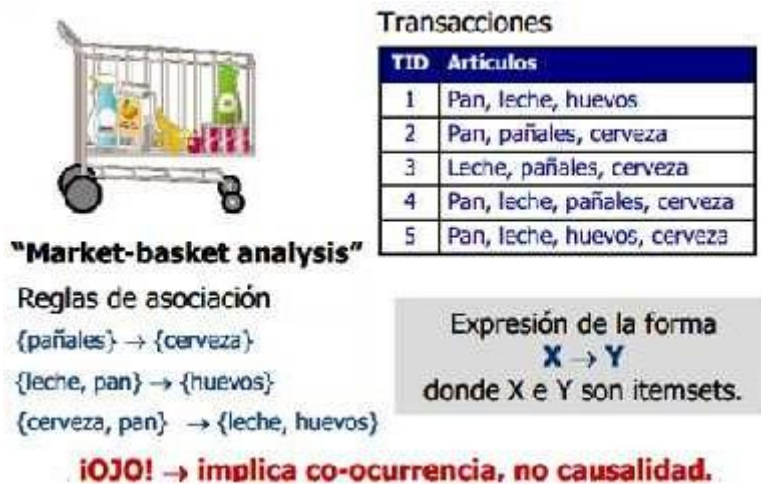 Transacciones
TID Artículos
1 Pan, leche, huevos
2 Pan, pañales, cerveza
3 Leche, pañales, cerveza
4 Pan, leche, pañales, cerveza
5 Pan, leche, huevos, cerveza
"Market-basket analysis"
Reglas de asociación
{pañales} → {cerveza}
{leche, pan} → {huevos}
{cerveza, pan} → {leche, huevos}
Expresión de la forma
X → Y
donde X e Y son itemsets.
¡OJO! → implica co-ocurrencia, no causalidad.